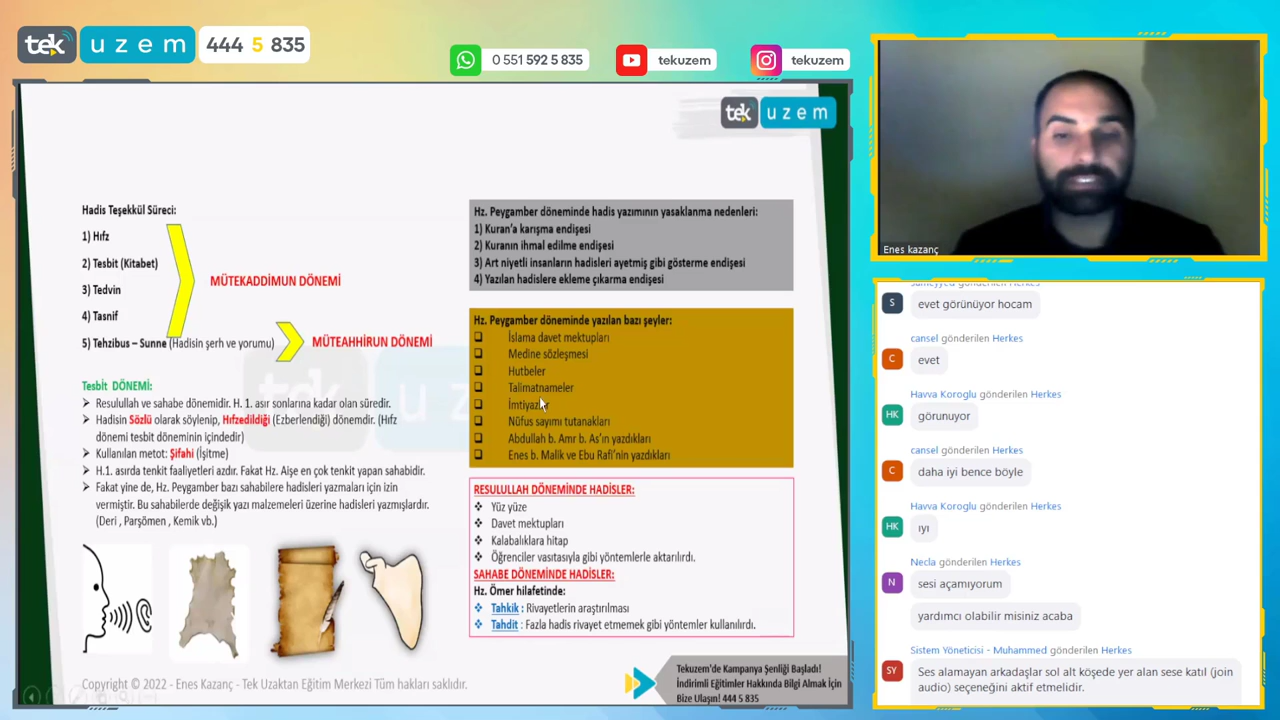 tek uzem 444 5 835
0 551 592 5 835
tekuzem
tekuzem
tek uzem
Hadis Teşekkül Süreci:
1) Hıfz
2) Tesbit (Kitabet)
3) Tedvin
4) Tasnif
5) Tehzibus – Sunne (Hadisin şerh ve yorumu)
MÜTEKADDİMUN DÖNEMİ
MÜTEAHHİRUN DÖNEMİ
Tesbit DÖNEMİ:
Resulullah ve sahabe dönemidir. H. 1. asır sonlarına kadar olan süredir.
Hadisin Sözlü olarak söylenip, Hıfzedildiği (Ezberlendiği) dönemdir. (Hıfz
dönemi tesbit döneminin içindedir)
Kullanılan metot: Şifahi (İşitme)
H.1. asırda tenkit faaliyetleri azdır. Fakat Hz. Aişe en çok tenkit yapan sahabidir.
Fakat yine de, Hz. Peygamber bazı sahabilere hadisleri yazmaları için izin
vermiştir. Bu sahabilerde değişik yazı malzemeleri üzerine hadisleri yazmışlardır.
(Deri , Parşömen , Kemik vb.)
Hz. Peygamber döneminde hadis yazımının yasaklanma nedenleri:
1) Kuran’a karışma endişesi
2) Kuranın ihmal edilme endişesi
3) Art niyetli insanların hadisleri ayetmiş gibi gösterme endişesi
4) Yazılan hadislere ekleme çıkarma endişesi
Hz. Peygamber döneminde yazılan bazı şeyler:
İslama davet mektupları
Medine sözleşmesi
Hutbeler
Talimatnameler
İmtiyazlar
Nüfus sayımı tutanakları
Abdullah b. Amr b. As’ın yazdıkları
Enes b. Malik ve Ebu Rafi’nin yazdıkları
RESULULLAH DÖNEMİNDE HADİSLER:
Yüz yüze
Davet mektupları
Kalabalıklara hitap
Öğrenciler vasıtasıyla gibi yöntemlerle aktarılırdı.
SAHABE DÖNEMİNDE HADİSLER:
Hz. Ömer hilafetinde:
Tahkik : Rivayetlerin araştırılması
Tahdit : Fazla hadis rivayet etmemek gibi yöntemler kullanılırdı.
Copyright © 2022 - Enes Kazanç - Tek Uzaktan Eğitim Merkezi Tüm hakları saklıdır.
Tekuzem'de Kampanya Şenliği Başladı!
İndirimli Eğitimler Hakkında Bilgi Almak İçin
Bize Ulaşın! 444 5 835
Enes kazanç
gönderilen Herkes
S evet görünüyor hocam
cansel gönderilen Herkes
C evet
Havva Koroglu gönderilen Herkes
HK görunuyor
cansel gönderilen Herkes
C daha iyi bence böyle
Havva Koroglu gönderilen Herkes
HK ıyı
Necla gönderilen Herkes
N sesi açamıyorum
yardımcı olabilir misiniz acaba
Sistem Yöneticisi - Muhammed gönderilen Herkes
SY Ses alamayan arkadaşlar sol alt köşede yer alan sese katıl (join
audio) seçeneğini aktif etmelidir.